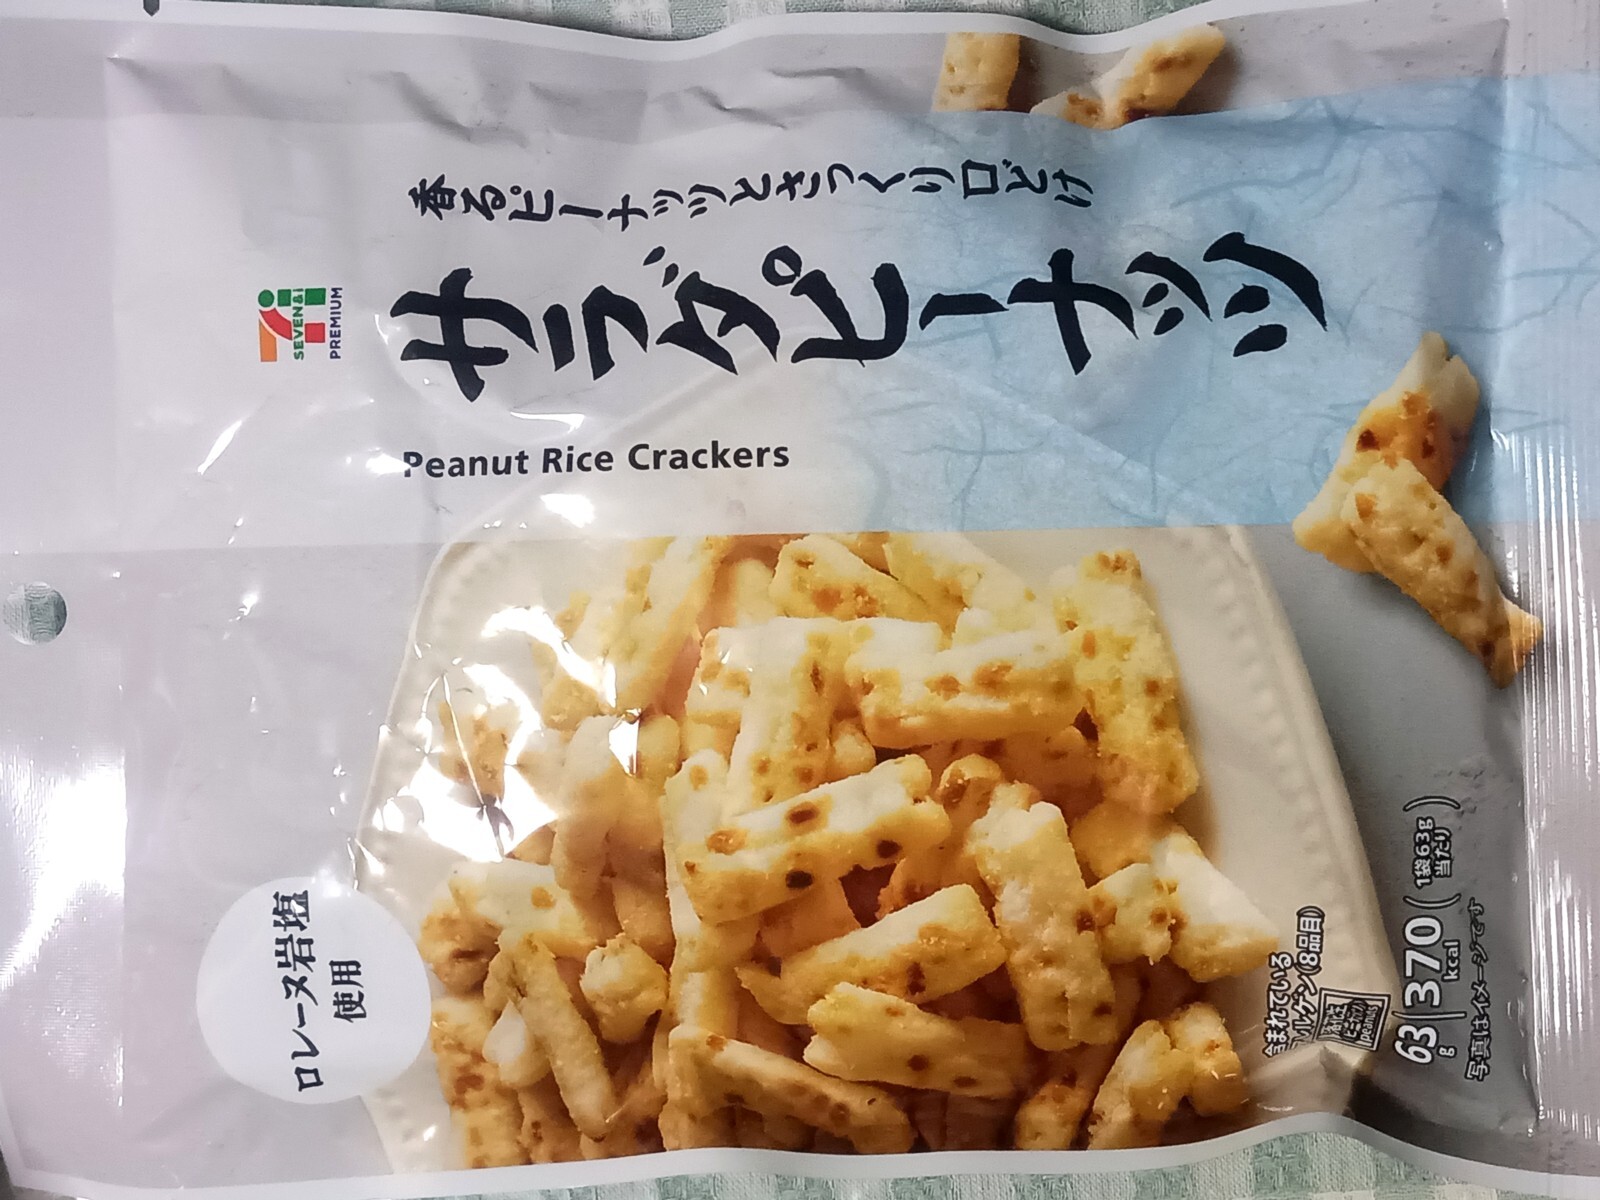 香るピーナッツとさっくり口どけ
サラダピーナッツ
SEVEN&i
PREMIUM
Peanut Rice Crackers
ロレーヌ岩塩
使用
含まれている
アレルゲン(8品目)
peanuts
63g 370kcal (1袋63g当たり)
写真はイメージです